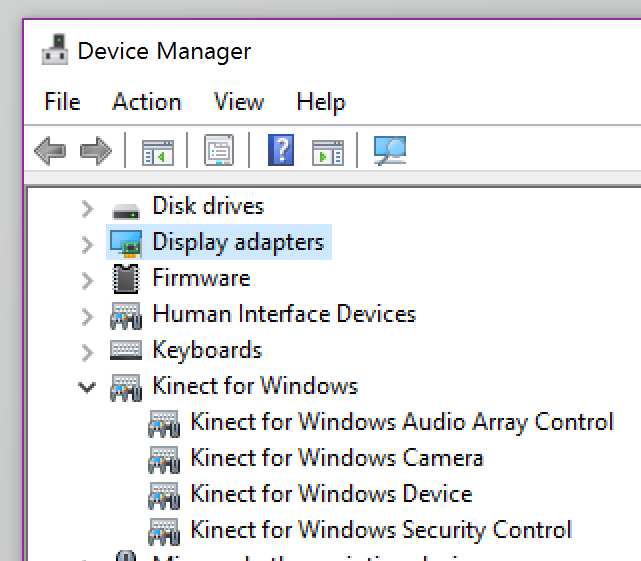 Device Manager
File Action View Help
Disk drives
Display adapters
Firmware
Human Interface Devices
Keyboards
Kinect for Windows
Kinect for Windows Audio Array Control
Kinect for Windows Camera
Kinect for Windows Device
Kinect for Windows Security Control